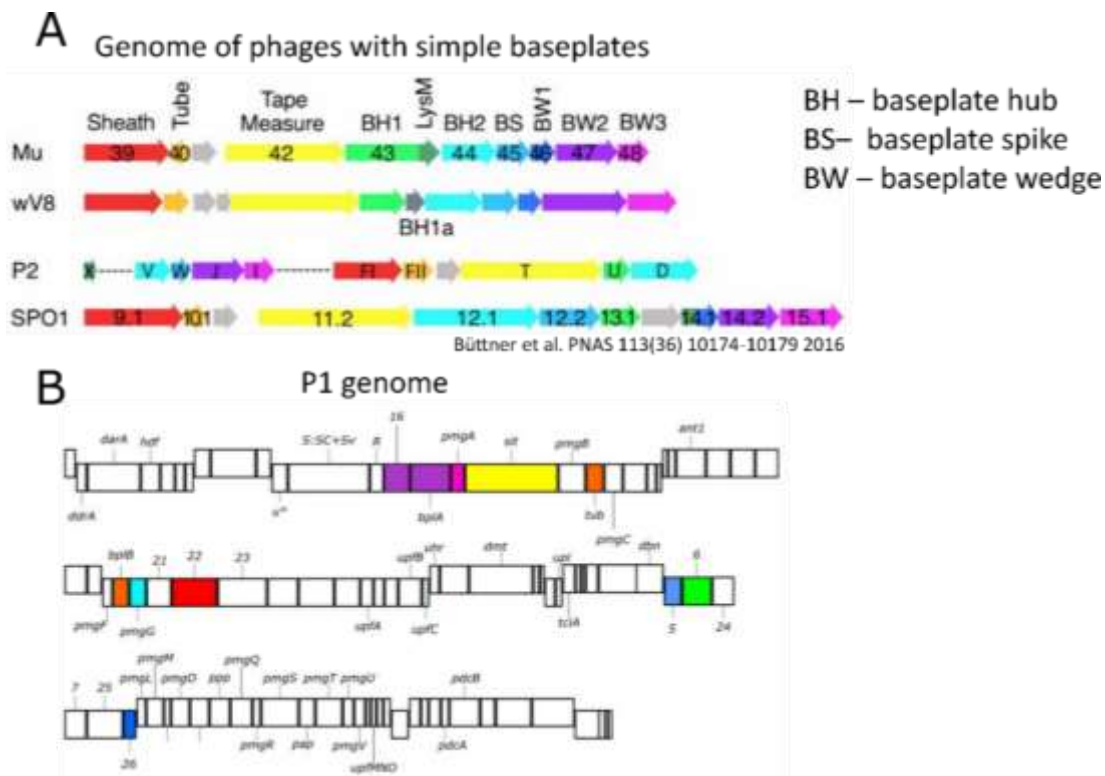 A Genome of phages with simple baseplates
Sheath Tube Tape Measure BH1 LysM BH2 BS BW1 BW2 BW3
Mu 39 40 42 43 44 45 46 47 48
wV8
BH1a
P2 X V W J I FI FII T U D
SPO1 9.1 10.1 11.2 12.1 12.2 13.1 14.1 14.2 15.1
Büttner et al. PNAS 113(36) 10174-10179 2016
BH – baseplate hub
BS– baseplate spike
BW – baseplate wedge
B P1 genome
16
darA hdf S:SC+Sv R pmgA sit pmgB ant1
ddrA bplA tub
pmgC
bplB 21 22 23 upfB ubr dmt upl dbn 6
pmgF pmgG upfA upfC tciA 5 24
pmgM pmgQ
7 25 pmgL pmgO ppp pmgS pmgT pmgU pdcB
26 pmgR pap pmgV pdcA